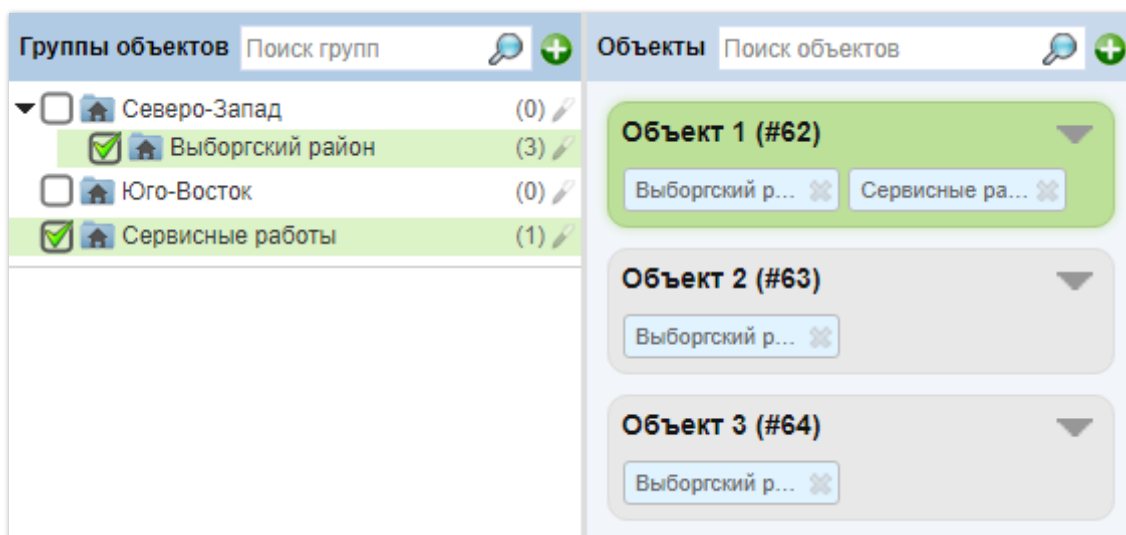 Группы объектов Поиск групп
Северо-Запад (0)
Выборгский район (3)
Юго-Восток (0)
Сервисные работы (1)
Объекты Поиск объектов
Объект 1 (#62)
Выборгский р... Сервисные ра...
Объект 2 (#63)
Выборгский р...
Объект 3 (#64)
Выборгский р...